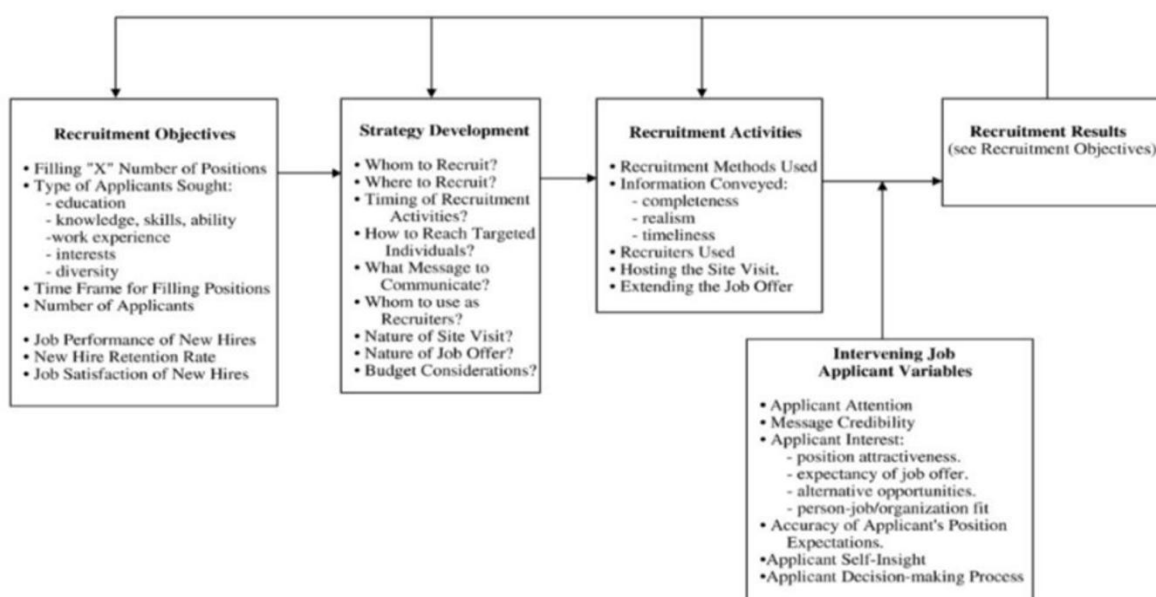 Recruitment Objectives
• Filling "X" Number of Positions
• Type of Applicants Sought:
- education
- knowledge, skills, ability
-work experience
- interests
- diversity
• Time Frame for Filling Positions
• Number of Applicants
• Job Performance of New Hires
• New Hire Retention Rate
• Job Satisfaction of New Hires
Strategy Development
• Whom to Recruit?
• Where to Recruit?
• Timing of Recruitment
Activities?
• How to Reach Targeted
Individuals?
• What Message to
Communicate?
• Whom to use as
Recruiters?
• Nature of Site Visit?
• Nature of Job Offer?
• Budget Considerations?
Recruitment Activities
• Recruitment Methods Used
• Information Conveyed:
- completeness
- realism
- timeliness
• Recruiters Used
• Hosting the Site Visit.
• Extending the Job Offer
Recruitment Results
(see Recruitment Objectives)
Intervening Job
Applicant Variables
• Applicant Attention
• Message Credibility
• Applicant Interest:
- position attractiveness.
- expectancy of job offer.
- alternative opportunities.
- person-job/organization fit
• Accuracy of Applicant's Position
Expectations.
•Applicant Self-Insight
•Applicant Decision-making Process